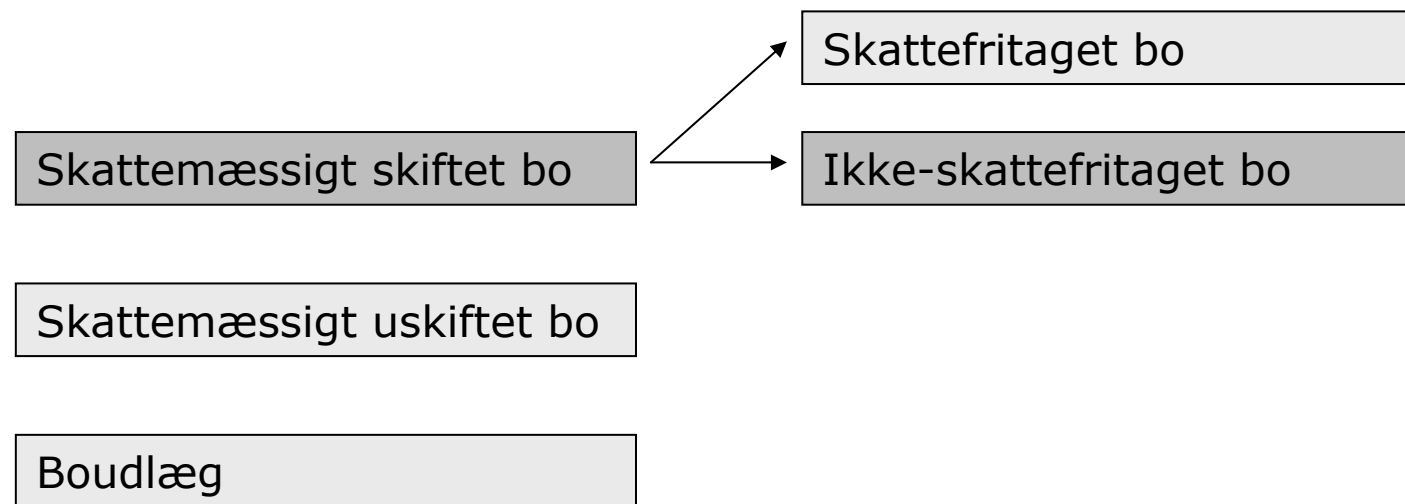 Skattefritaget bo
Skattemæssigt skiftet bo
Ikke-skattefritaget bo
Skattemæssigt uskiftet bo
Boudlæg